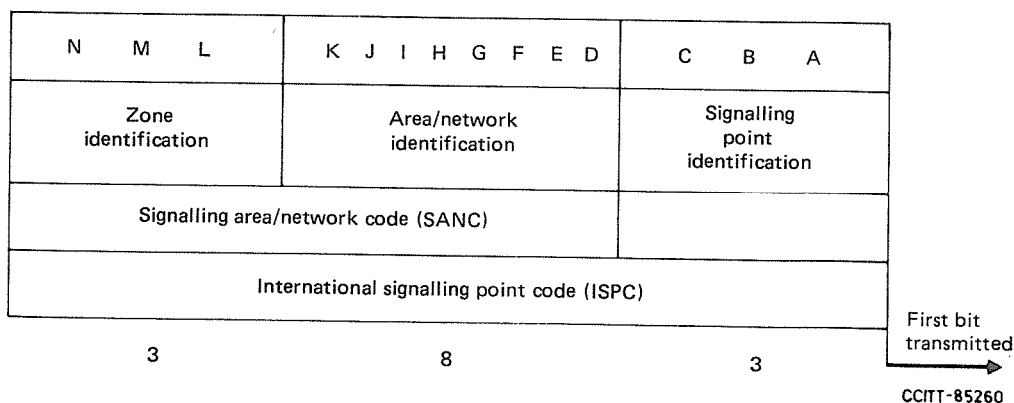 N M L K J I H G F E D C B A
Zone
identification
Area/network
identification
Signalling
point
identification
Signalling area/network code (SANC)
International signalling point code (ISPC)
3 8 3
First bit
transmitted
CCITT-85260